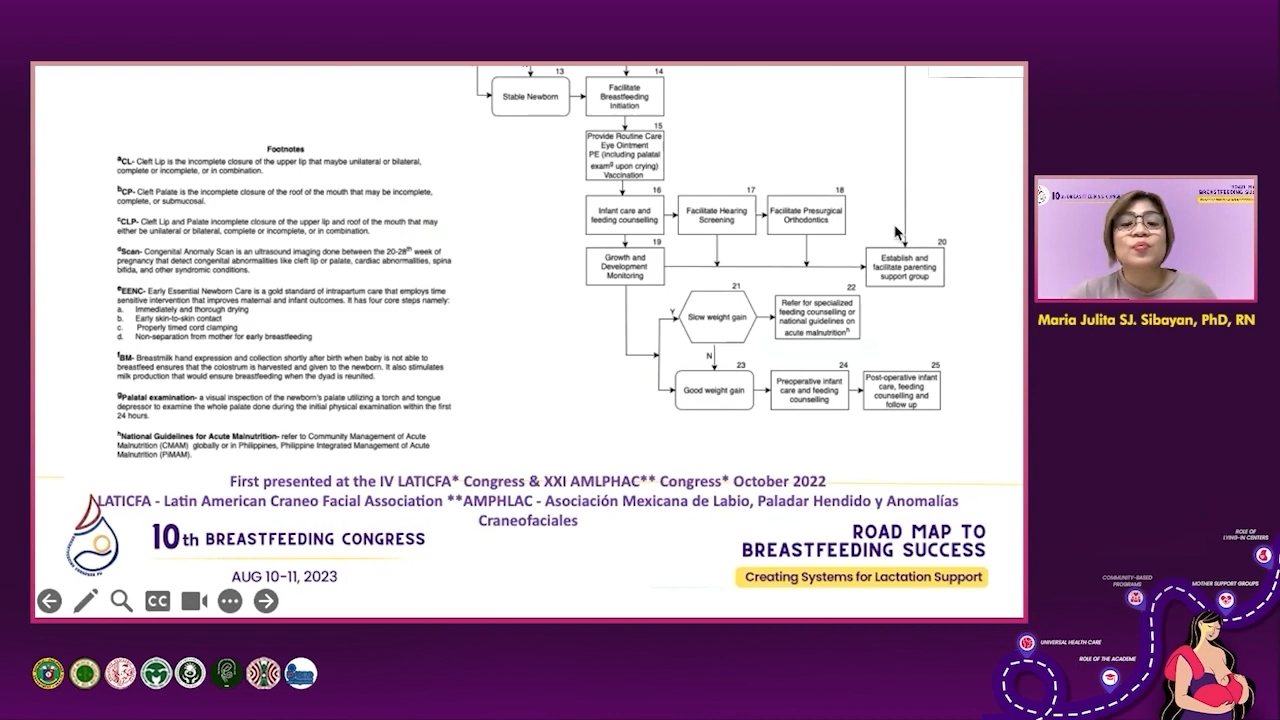 13
Stable Newborn
14
Facilitate
Breastfeeding
Initiation
15
Provide Routine Care
Eye Ointment
PE (including palatal
examg upon crying)
Vaccination
16
Infant care and
feeding counselling
17
Facilitate Hearing
Screening
18
Facilitate Presurgical
Orthodontics
19
Growth and
Development
Monitoring
20
Establish and
facilitate parenting
support group
21
Y
Slow weight gain
22
Refer for specialized
feeding counselling or
national guidelines on
acute malnutritionh
N
23
Good weight gain
24
Preoperative infant
care and feeding
counselling
25
Post-operative infant
care, feeding
counselling and
follow up
Footnotes
aCL- Cleft Lip is the incomplete closure of the upper lip that maybe unilateral or bilateral,
complete or incomplete, or in combination.
bCP- Cleft Palate is the incomplete closure of the roof of the mouth that may be incomplete,
complete, or submucosal.
cCLP- Cleft Lip and Palate incomplete closure of the upper lip and roof of the mouth that may
be unilateral or bilateral, complete or incomplete, or in combination.
dScan- Congenital Anomaly Scan is an ultrasound imaging done between the 20-28th week of
pregnancy that detect congenital abnormalities like cleft lip or palate, cardiac abnormalities, spina
bifida, and other syndromic conditions.
eEENC- Early Essential Newborn Care is a gold standard of intrapartum care that employs time
sensitive intervention that improves maternal and infant outcomes. It has four core steps namely:
a. Immediately and thorough drying
b. Early skin-to-skin contact
c. Properly timed cord clamping
d. Non-separation from mother for early breastfeeding
fBM- Breastmilk hand expression and collection shortly after birth when baby is not able to
breastfeed ensures that the colostrum is harvested and given to the newborn. It also stimulates
milk production that would ensure breastfeeding when the dyad is reunited.
gPalatal examination- a visual inspection of the newborn's palate utilizing a torch and tongue
depressor to examine the whole palate done during the initial physical examination within the first
24 hours.
hNational Guidelines for Acute Malnutrition- refer to Community Management of Acute
Malnutrition (CMAM) globally or in Philippines, Philippine Integrated Management of Acute
Malnutrition (PIMAM).
First presented at the IV LATICFA* Congress & XXI AMLPHAC** Congress* October 2022
LATICFA - Latin American Craneo Facial Association **AMPHLAC - Asociación Mexicana de Labio, Paladar Hendido y Anomalías
Craneofaciales
10th BREASTFEEDING CONGRESS
AUG 10-11, 2023
ROAD MAP TO
BREASTFEEDING SUCCESS
Creating Systems for Lactation Support
CC
Maria Julita SJ. Sibayan, PhD, RN
ROLE OF
LYING-IN CENTERS
COMMUNITY-BASED
PROGRAMS
MOTHER SUPPORT GROUPS
UNIVERSAL HEALTH CARE
ROLE OF THE ACADEME